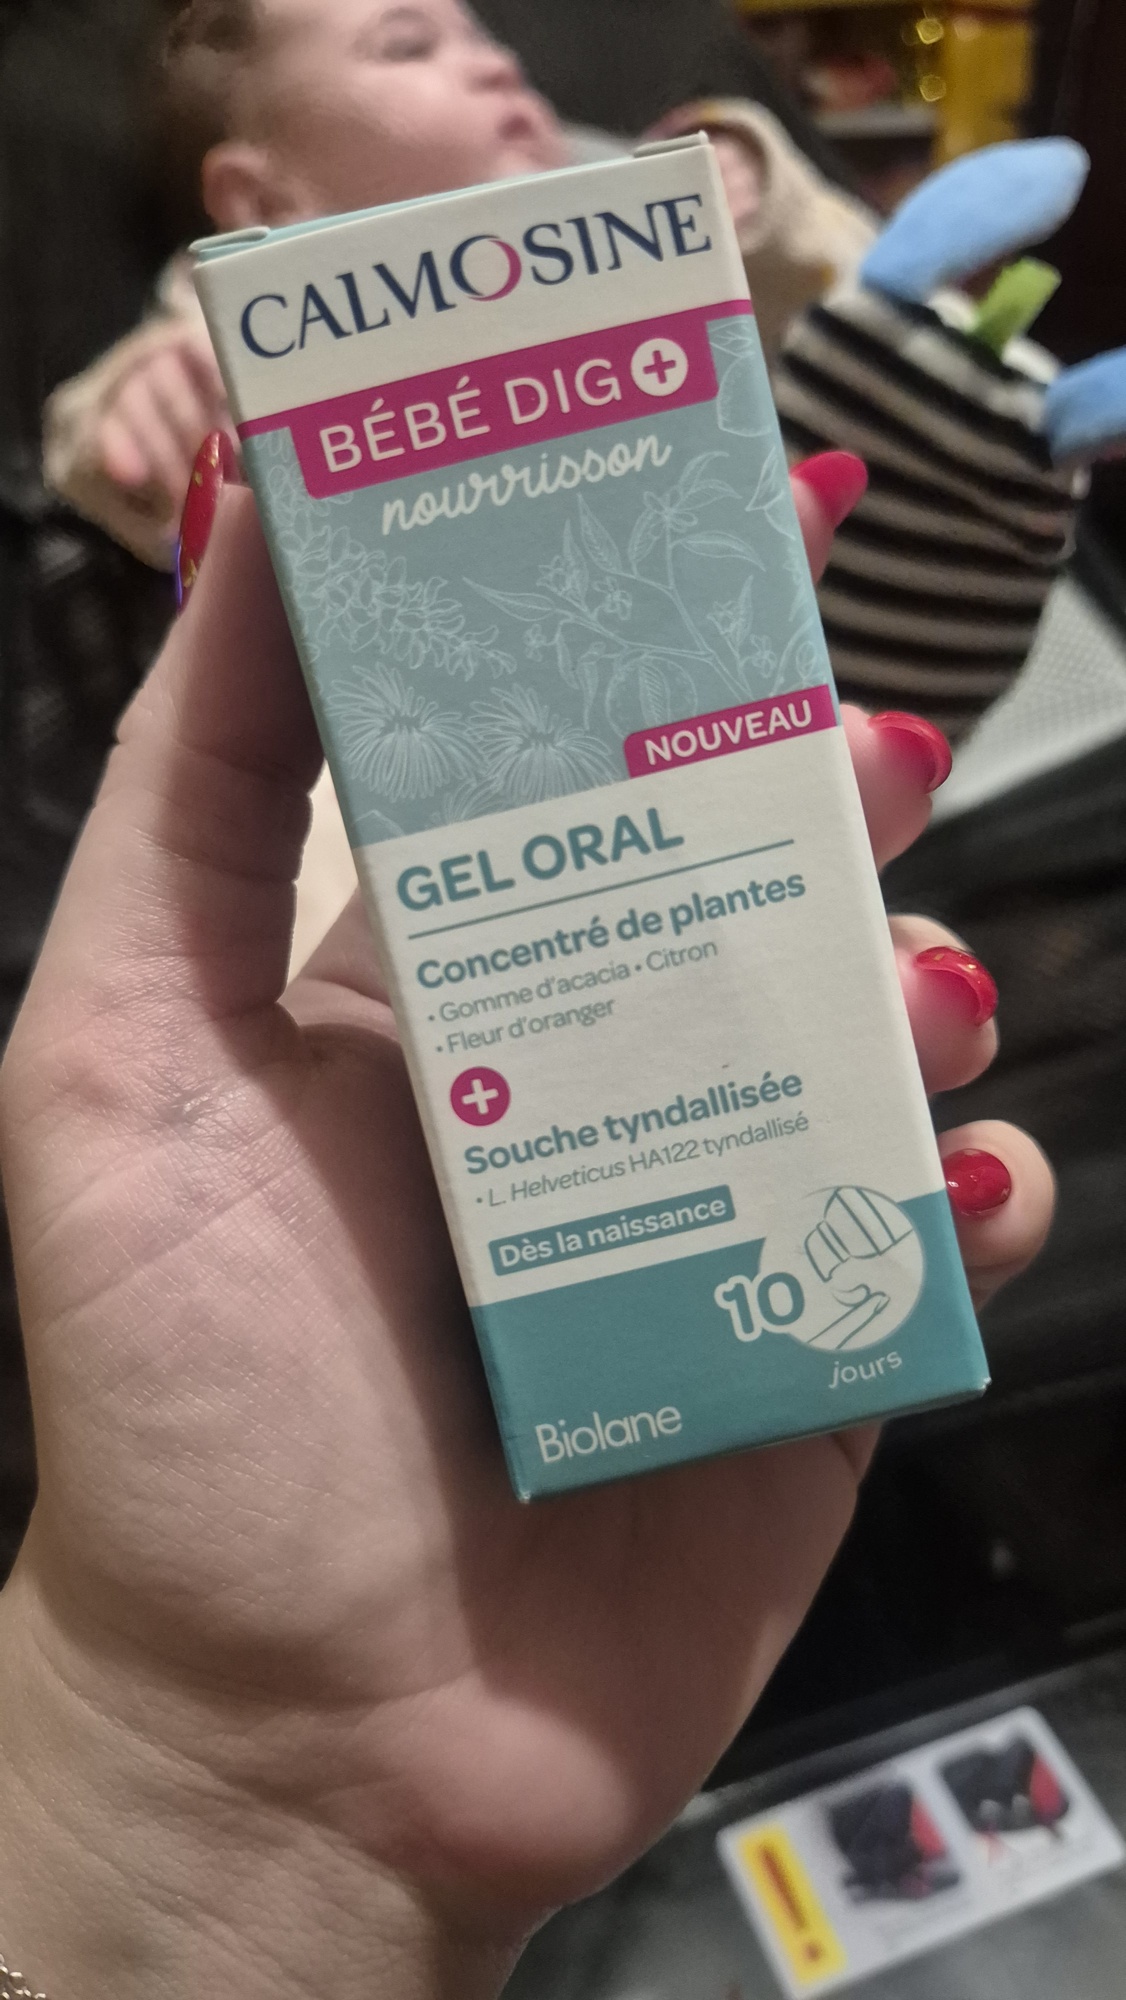 CALMOSINE
BÉBÉ DIG+
nourrisson
NOUVEAU
GEL ORAL
Concentré de plantes
• Gomme d'acacia • Citron
• Fleur d'oranger
+
Souche tyndallisée
• L. Helveticus HA122 tyndallisé
Dès la naissance
10
jours
Biolane